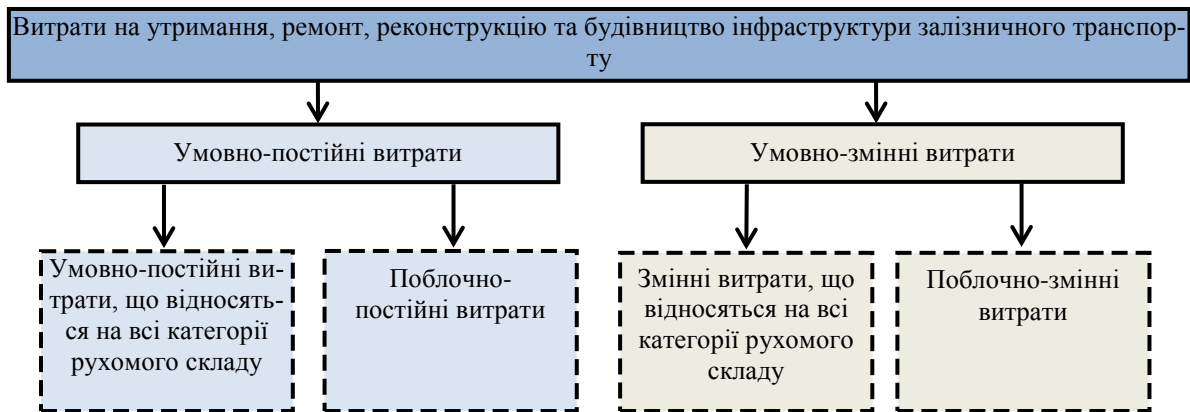 Витрати на утримання, ремонт, реконструкцію та будівництво інфраструктури залізничного транспор-
ту
Умовно-постійні витрати
Умовно-змінні витрати
Умовно-постійні ви-
трати, що відносять-
ся на всі категорії
рухомого складу
Поблочно-
постійні витрати
Змінні витрати, що
відносяться на всі
категорії рухомого
складу
Поблочно-змінні
витрати